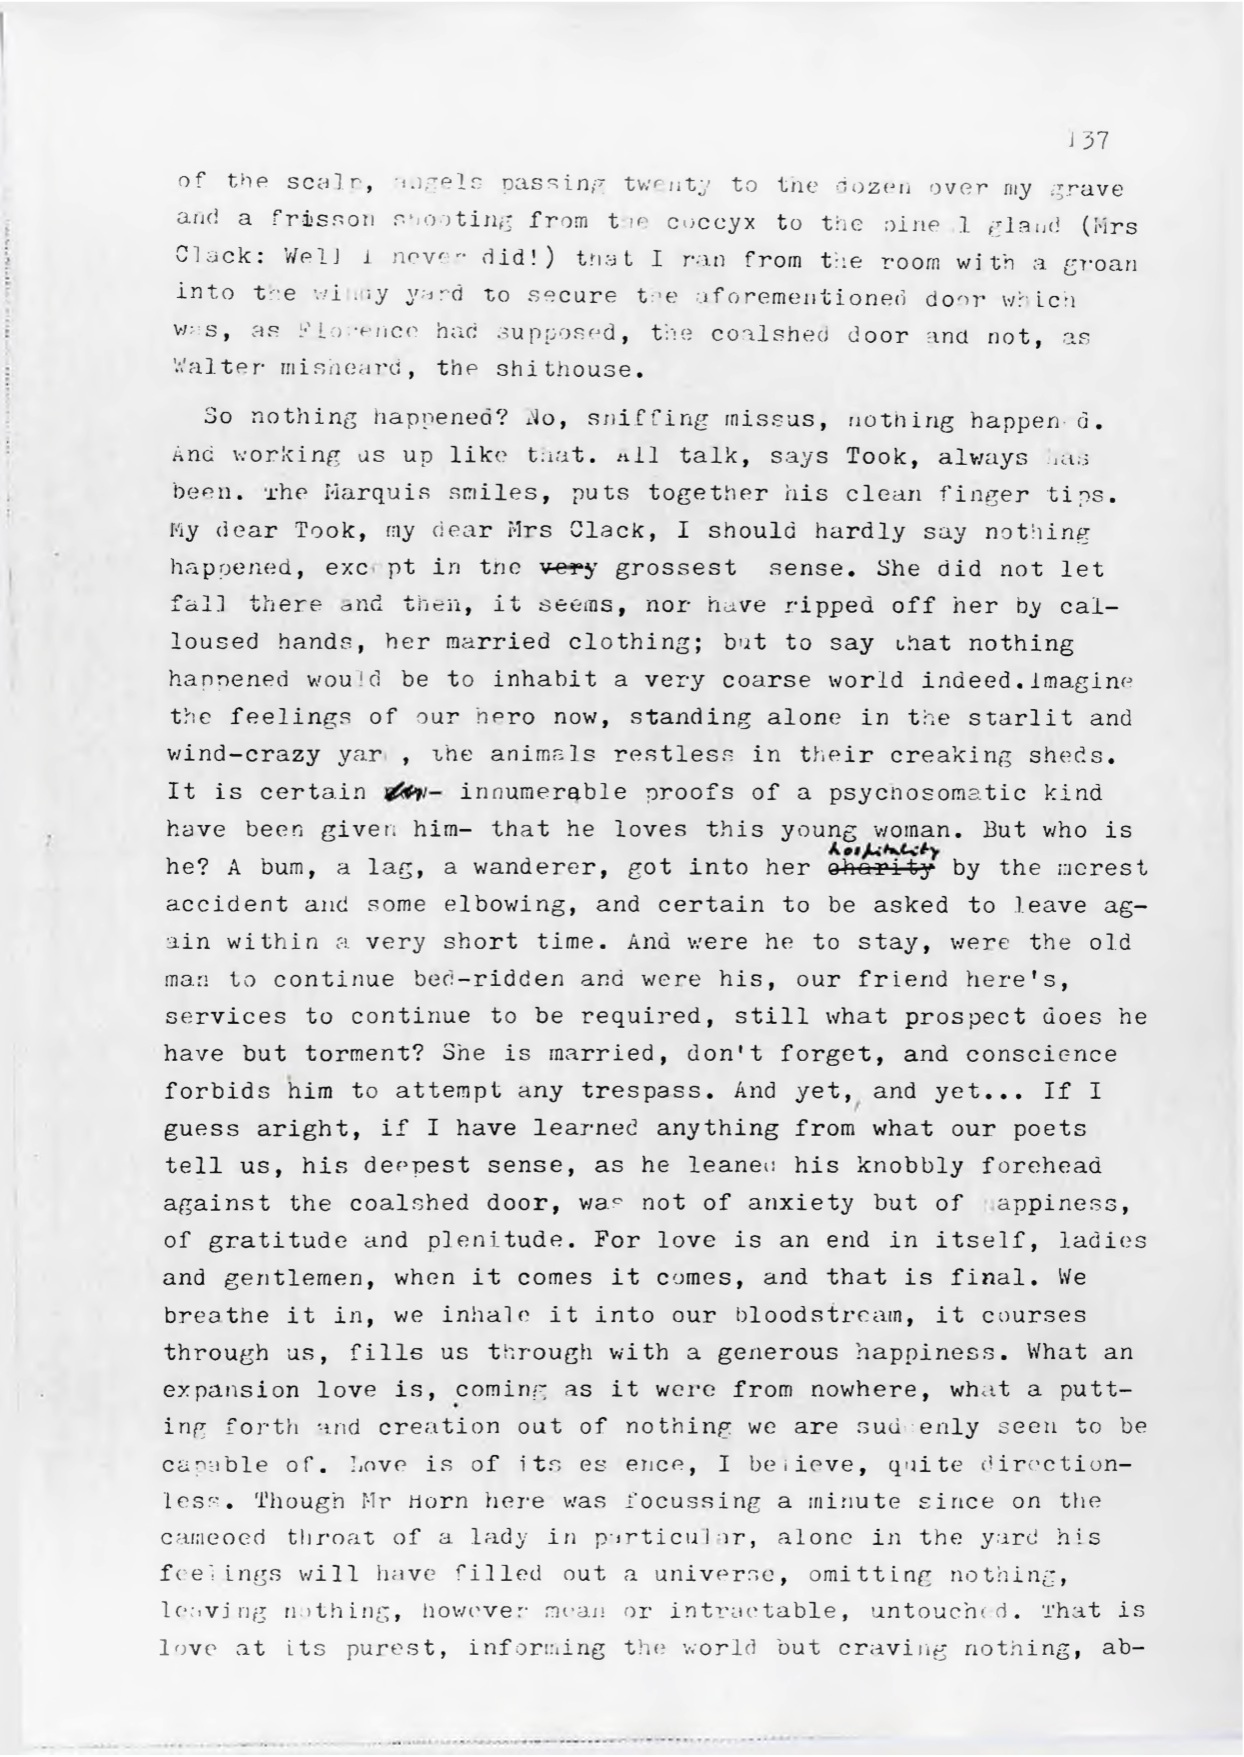 137
of the scalp, angels passing twenty to the dozen over my grave
and a frisson shooting from the coccyx to the pineal gland (Mrs
Clack: Well I never did!) that I ran from the room with a groan
into the windy yard to secure the aforementioned door which
was, as Florence had supposed, the coalshed door and not, as
Walter misheard, the shithouse.
So nothing happened? No, sniffing missus, nothing happened.
And working us up like that. All talk, says Took, always has
been. The Marquis smiles, puts together his clean finger tips.
My dear Took, my dear Mrs Clack, I should hardly say nothing
happened, except in the very grossest sense. She did not let
fall there and then, it seems, nor have ripped off her by cal-
loused hands, her married clothing; but to say that nothing
happened would be to inhabit a very coarse world indeed.Imagine
the feelings of our hero now, standing alone in the starlit and
wind-crazy yard, the animals restless in their creaking sheds.
It is certain - innumerable proofs of a psychosomatic kind
have been given him- that he loves this young woman. But who is
hospitality
he? A bum, a lag, a wanderer, got into her charity by the merest
accident and some elbowing, and certain to be asked to leave ag-
ain within a very short time. And were he to stay, were the old
man to continue bed-ridden and were his, our friend here's,
services to continue to be required, still what prospect does he
have but torment? She is married, don't forget, and conscience
forbids him to attempt any trespass. And yet, and yet... If I
guess aright, if I have learned anything from what our poets
tell us, his deepest sense, as he leaned his knobbly forehead
against the coalshed door, was not of anxiety but of happiness,
of gratitude and plenitude. For love is an end in itself, ladies
and gentlemen, when it comes it comes, and that is final. We
breathe it in, we inhale it into our bloodstream, it courses
through us, fills us through with a generous happiness. What an
expansion love is, coming as it were from nowhere, what a putt-
ing forth and creation out of nothing we are suddenly seen to be
capable of. Love is of its essence, I believe, quite direction-
less. Though Mr Horn here was focussing a minute since on the
cameoed throat of a lady in particular, alone in the yard his
feelings will have filled out a universe, omitting nothing,
leaving nothing, however mean or intractable, untouched. That is
love at its purest, informing the world but craving nothing, ab-